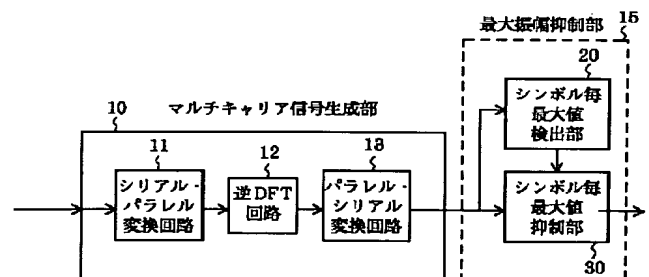 最大振幅抑制部
15
20
シンボル毎
最大値
検出部
10
マルチキャリア信号生成部
11
シリアル・
パラレル
変換回路
12
逆DFT
回路
13
パラレル・
シリアル
変換回路
シンボル毎
最大値
抑制部
30